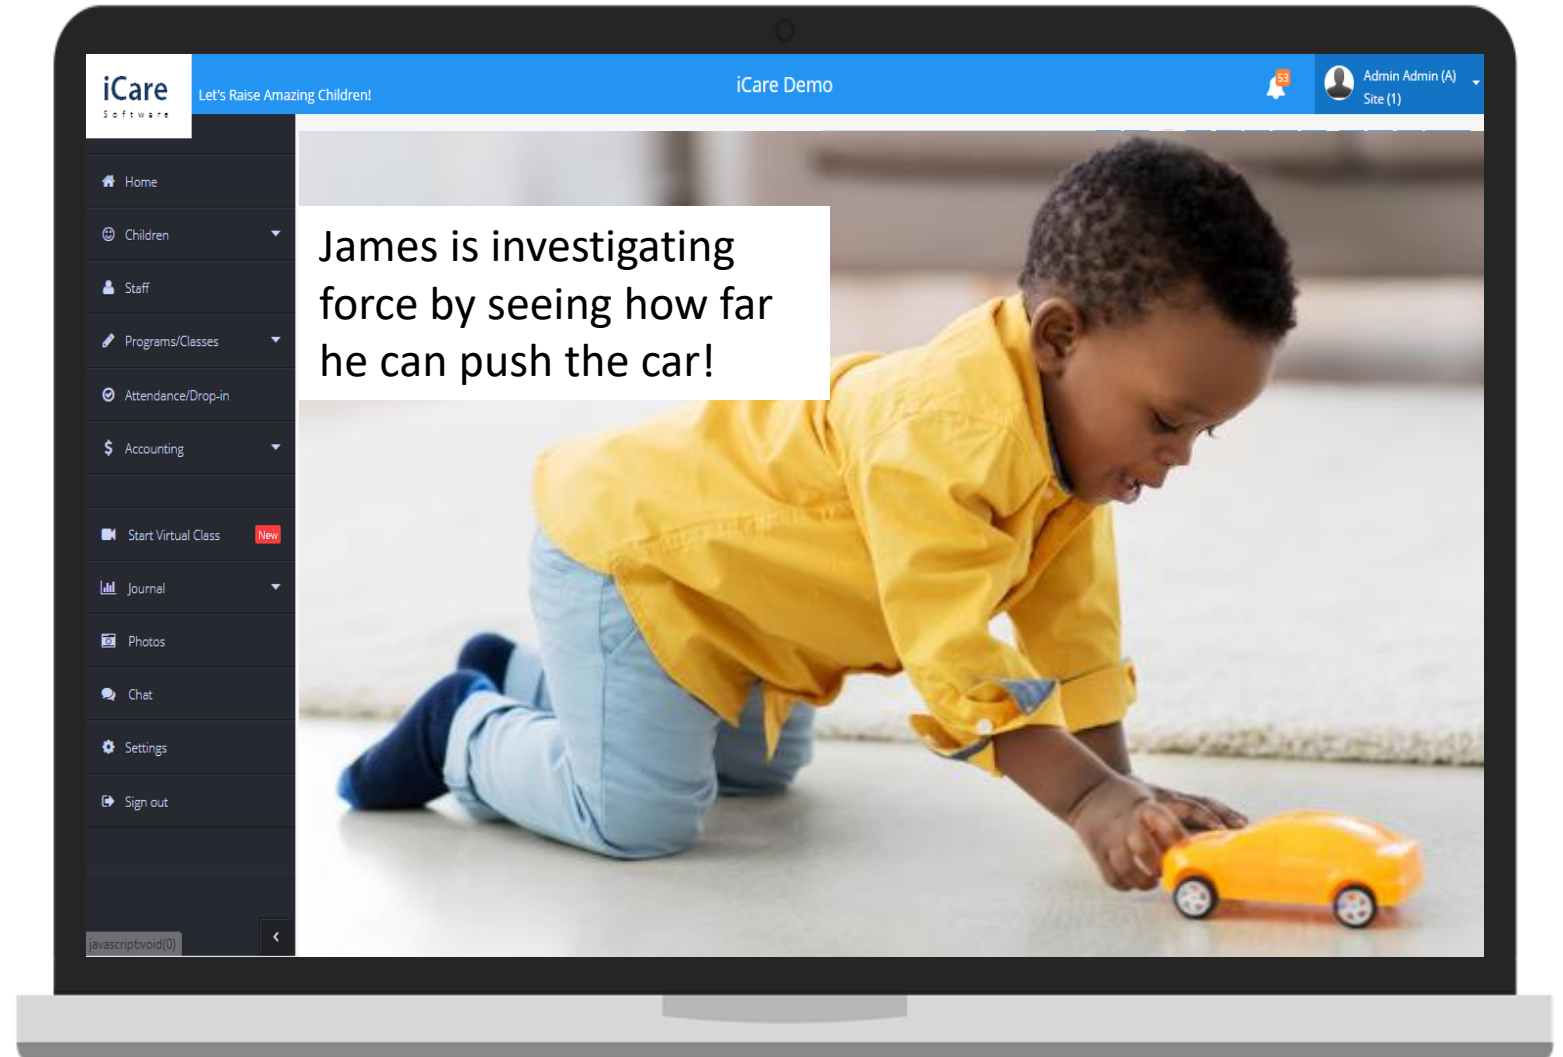 iCare
Software
Let's Raise Amazing Children!
iCare Demo
53
Admin Admin (A)
Site (1)
Home
Children
Staff
Programs/Classes
Attendance/Drop-in
$ Accounting
Start Virtual Class New
Journal
Photos
Chat
Settings
Sign out
javascript:void(0)
James is investigating
force by seeing how far
he can push the car!